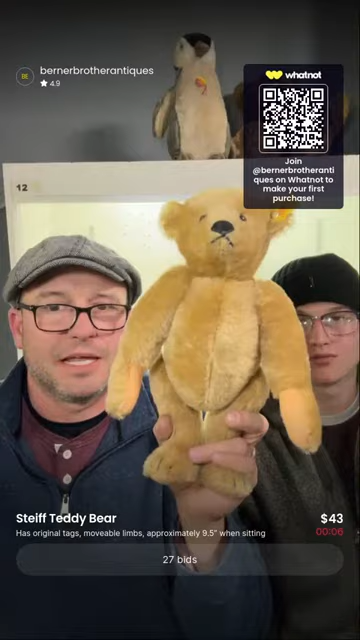 BE
bernerbrotherantiques
★ 4.9
whatnot
Join
@bernerbrotheranti
ques on Whatnot to
make your first
purchase!
12
Steiff Teddy Bear
$43
Has original tags, moveable limbs, approximately 9.5" when sitting
00:06
27 bids